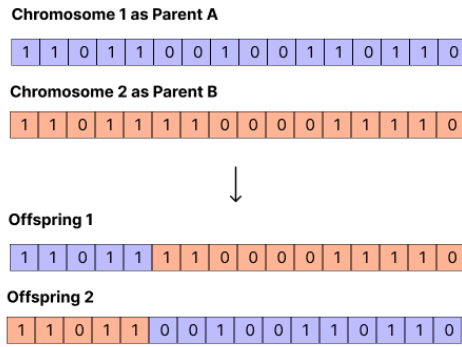 Chromosome 1 as Parent A
1 1 0 1 1 0 0 1 0 0 1 1 0 1 1 0
Chromosome 2 as Parent B
1 1 0 1 1 1 1 0 0 0 0 1 1 1 1 0
Offspring 1
1 1 0 1 1 1 1 0 0 0 0 1 1 1 1 0
Offspring 2
1 1 0 1 1 0 0 1 0 0 1 1 0 1 1 0